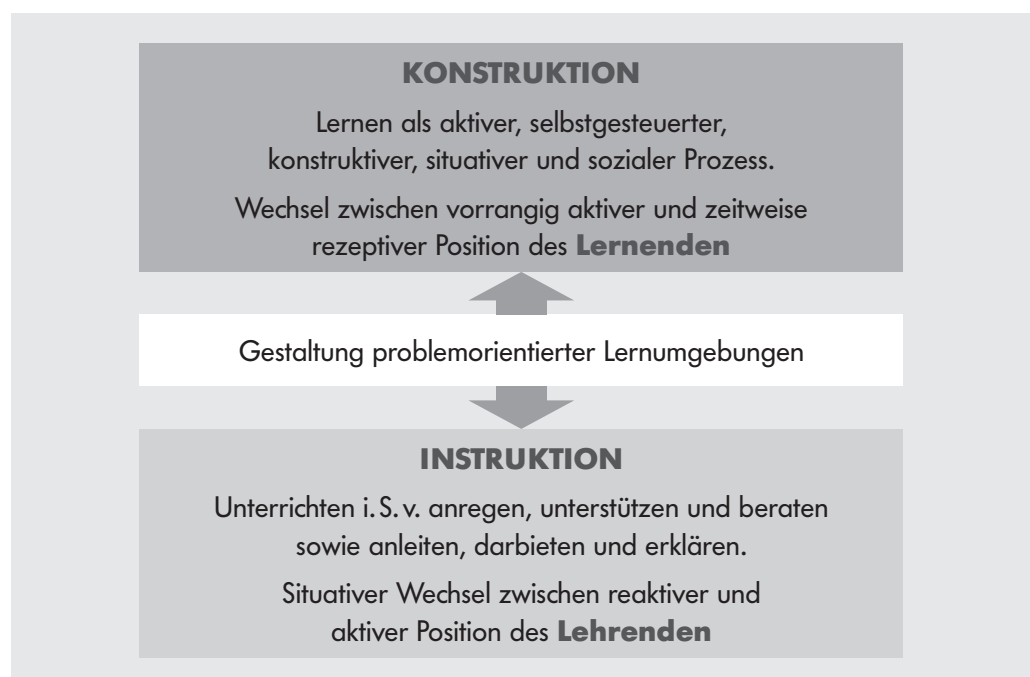 KONSTRUKTION
Lernen als aktiver, selbstgesteuerter,
konstruktiver, situativer und sozialer Prozess.
Wechsel zwischen vorrangig aktiver und zeitweise
rezeptiver Position des Lernenden
Gestaltung problemorientierter Lernumgebungen
INSTRUKTION
Unterrichten i. S. v. anregen, unterstützen und beraten
sowie anleiten, darbieten und erklären.
Situativer Wechsel zwischen reaktiver und
aktiver Position des Lehrenden